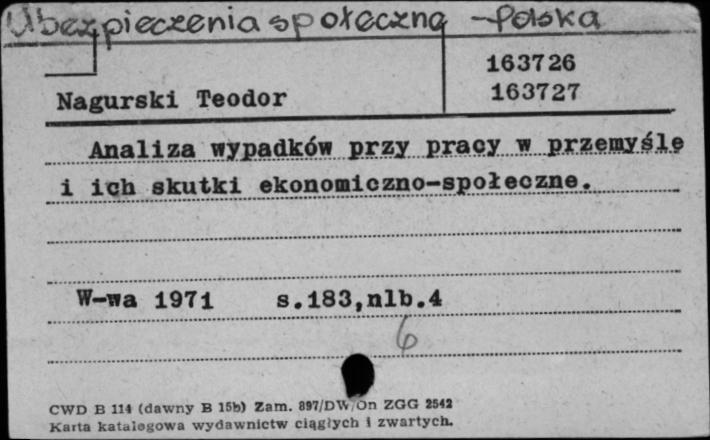 Ubezpieczenia społeczne - Polska
163726
Nagurski Teodor
163727
Analiza wypadków przy pracy w przemyśle
i ich skutki ekonomiczno-społeczne.
W-wa 1971 s.183,nlb.4
6
CWD B 114 (dawny B 15b) Zam. 897/DW/On ZGG 2542
Karta katalogowa wydawnictw ciągłych i zwartych.